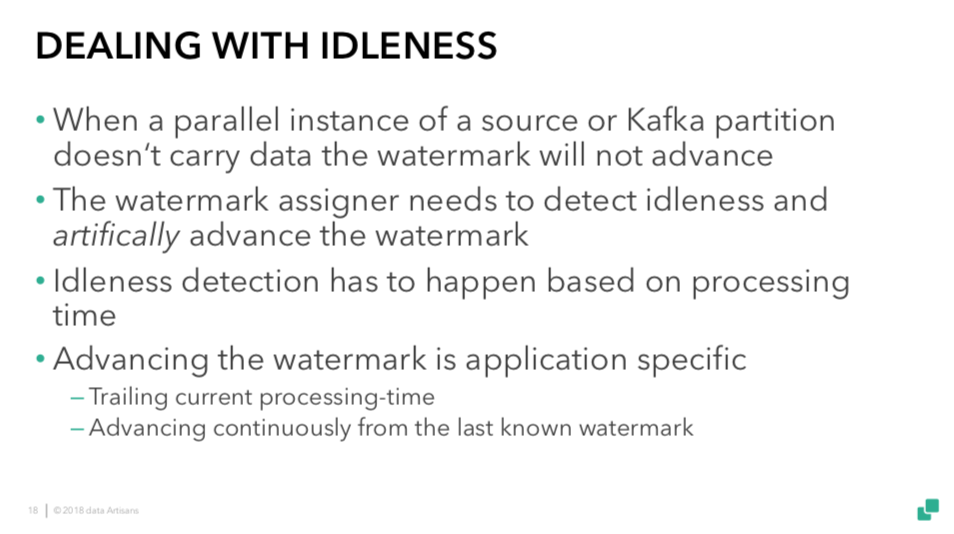 DEALING WITH IDLENESS
• When a parallel instance of a source or Kafka partition
doesn‘t carry data the watermark will not advance
• The watermark assigner needs to detect idleness and
artifically advance the watermark
• Idleness detection has to happen based on processing
time
• Advancing the watermark is application specific
– Trailing current processing-time
– Advancing continuously from the last known watermark
18 | © 2018 data Artisans